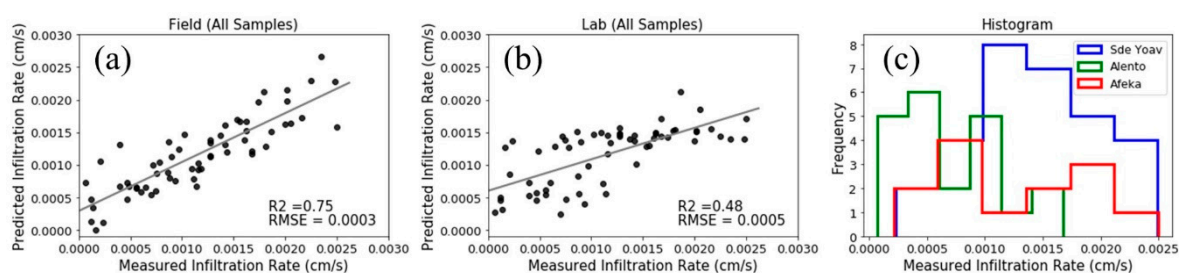 Field (All Samples)
(a)
Predicted Infiltration Rate (cm/s)
0.0030
0.0025
0.0020
0.0015
0.0010
0.0005
0.0000
R2 =0.75
RMSE = 0.0003
0.0000 0.0005 0.0010 0.0015 0.0020 0.0025 0.0030
Measured Infiltration Rate (cm/s)
Lab (All Samples)
(b)
Predicted Infiltration Rate (cm/s)
0.0030
0.0025
0.0020
0.0015
0.0010
0.0005
0.0000
R2 =0.48
RMSE = 0.0005
0.0000 0.0005 0.0010 0.0015 0.0020 0.0025 0.0030
Measured Infiltration Rate (cm/s)
Histogram
(c)
Sde Yoav
Alento
Afeka
Frequency
8
7
6
5
4
3
2
1
0
0.0000 0.0005 0.0010 0.0015 0.0020 0.0025
Measured Infiltration Rate (cm/s)